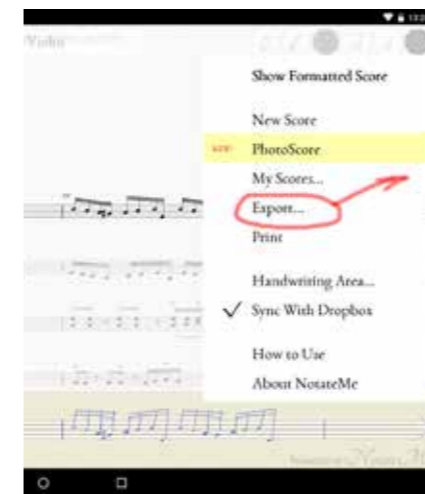 Violin
Show Formatted Score
New Score
PhotoScore
My Scores...
Export...
Print
Handwriting Area...
Sync With Dropbox
How to Use
About NotateMe